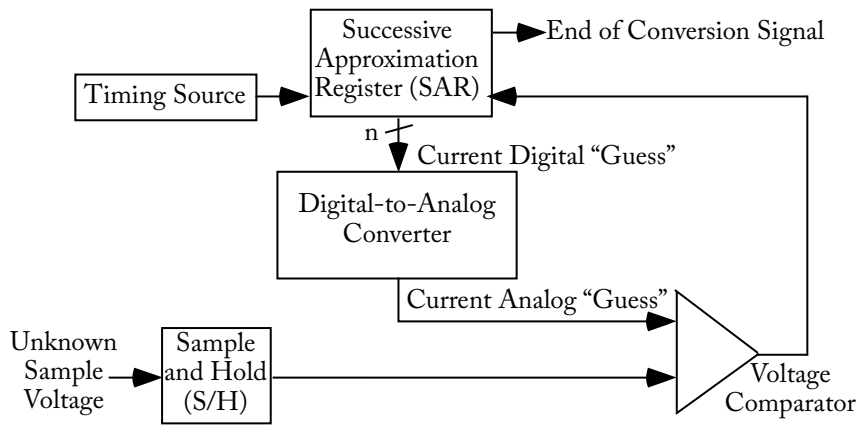 Successive
Approximation
Register (SAR)
End of Conversion Signal
Timing Source
n
Current Digital “Guess”
Digital-to-Analog
Converter
Current Analog “Guess”
Unknown
Sample
Voltage
Sample
and Hold
(S/H)
Voltage
Comparator